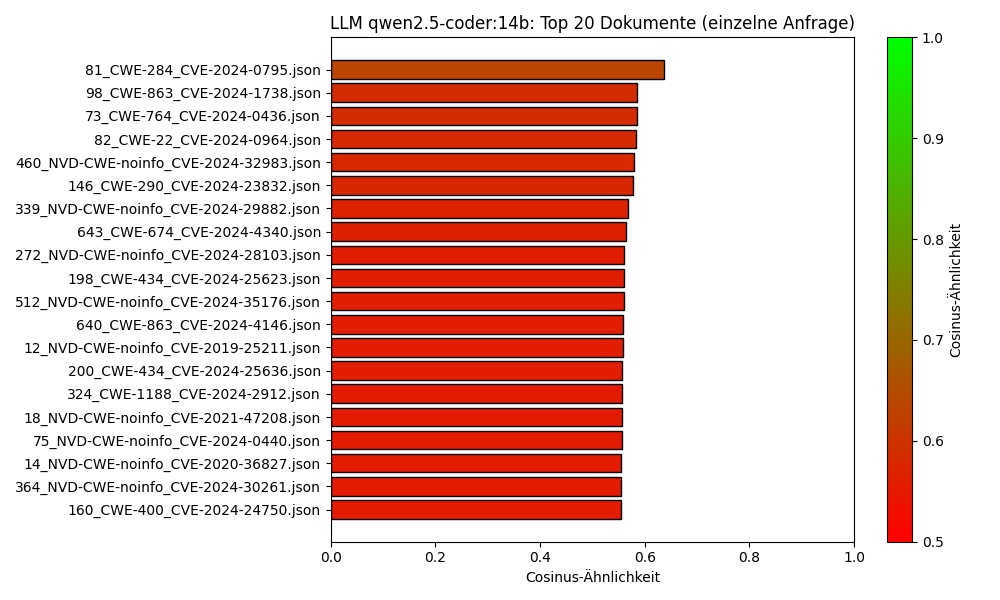 LLM qwen2.5-coder:14b: Top 20 Dokumente (einzelne Anfrage)
81_CWE-284_CVE-2024-0795.json
98_CWE-863_CVE-2024-1738.json
73_CWE-764_CVE-2024-0436.json
82_CWE-22_CVE-2024-0964.json
460_NVD-CWE-noinfo_CVE-2024-32983.json
146_CWE-290_CVE-2024-23832.json
339_NVD-CWE-noinfo_CVE-2024-29882.json
643_CWE-674_CVE-2024-4340.json
272_NVD-CWE-noinfo_CVE-2024-28103.json
198_CWE-434_CVE-2024-25623.json
512_NVD-CWE-noinfo_CVE-2024-35176.json
640_CWE-863_CVE-2024-4146.json
12_NVD-CWE-noinfo_CVE-2019-25211.json
200_CWE-434_CVE-2024-25636.json
324_CWE-1188_CVE-2024-2912.json
18_NVD-CWE-noinfo_CVE-2021-47208.json
75_NVD-CWE-noinfo_CVE-2024-0440.json
14_NVD-CWE-noinfo_CVE-2020-36827.json
364_NVD-CWE-noinfo_CVE-2024-30261.json
160_CWE-400_CVE-2024-24750.json
0.0 0.2 0.4 0.6 0.8 1.0
Cosinus-Ähnlichkeit
1.0
0.9
0.8
0.7
0.6
0.5
Cosinus-Ähnlichkeit